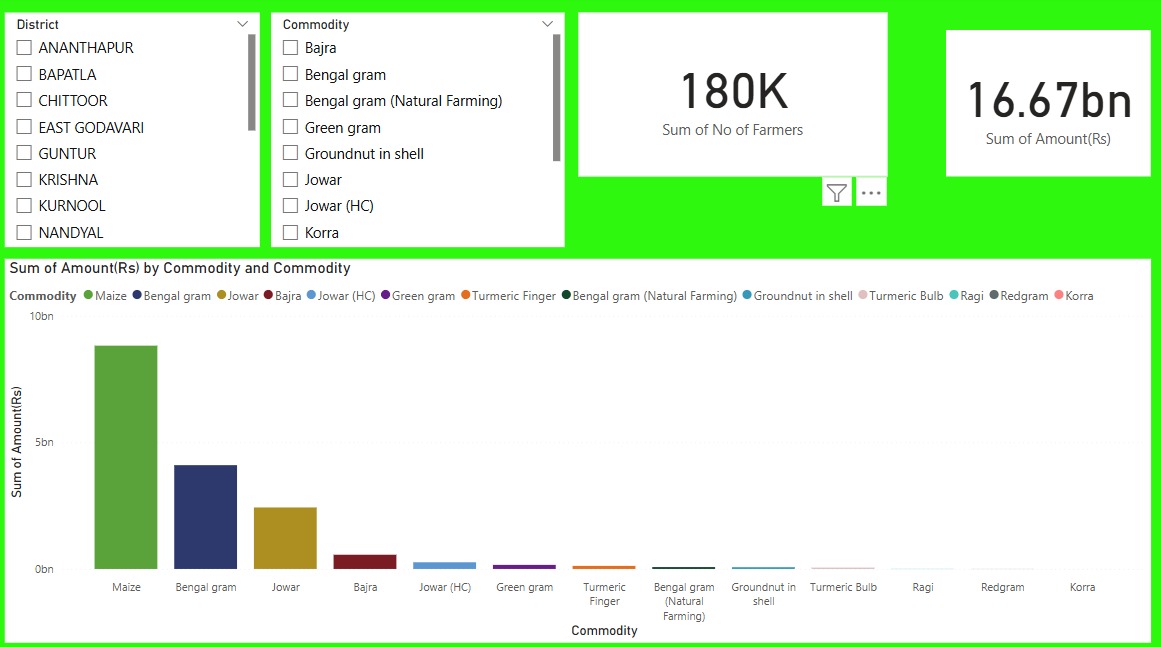 District
ANANTHAPUR
BAPATLA
CHITTOOR
EAST GODAVARI
GUNTUR
KRISHNA
KURNOOL
NANDYAL
Commodity
Bajra
Bengal gram
Bengal gram (Natural Farming)
Green gram
Groundnut in shell
Jowar
Jowar (HC)
Korra
180K
Sum of No of Farmers
16.67bn
Sum of Amount(Rs)
Sum of Amount(Rs) by Commodity and Commodity
Commodity Maize Bengal gram Jowar Bajra Jowar (HC) Green gram Turmeric Finger Bengal gram (Natural Farming) Groundnut in shell Turmeric Bulb Ragi Redgram Korra
Sum of Amount(Rs)
10bn
5bn
0bn
Maize
Bengal gram
Jowar
Bajra
Jowar (HC)
Green gram
Turmeric
Finger
Bengal gram
(Natural
Farming)
Groundnut in
shell
Turmeric Bulb
Ragi
Redgram
Korra
Commodity